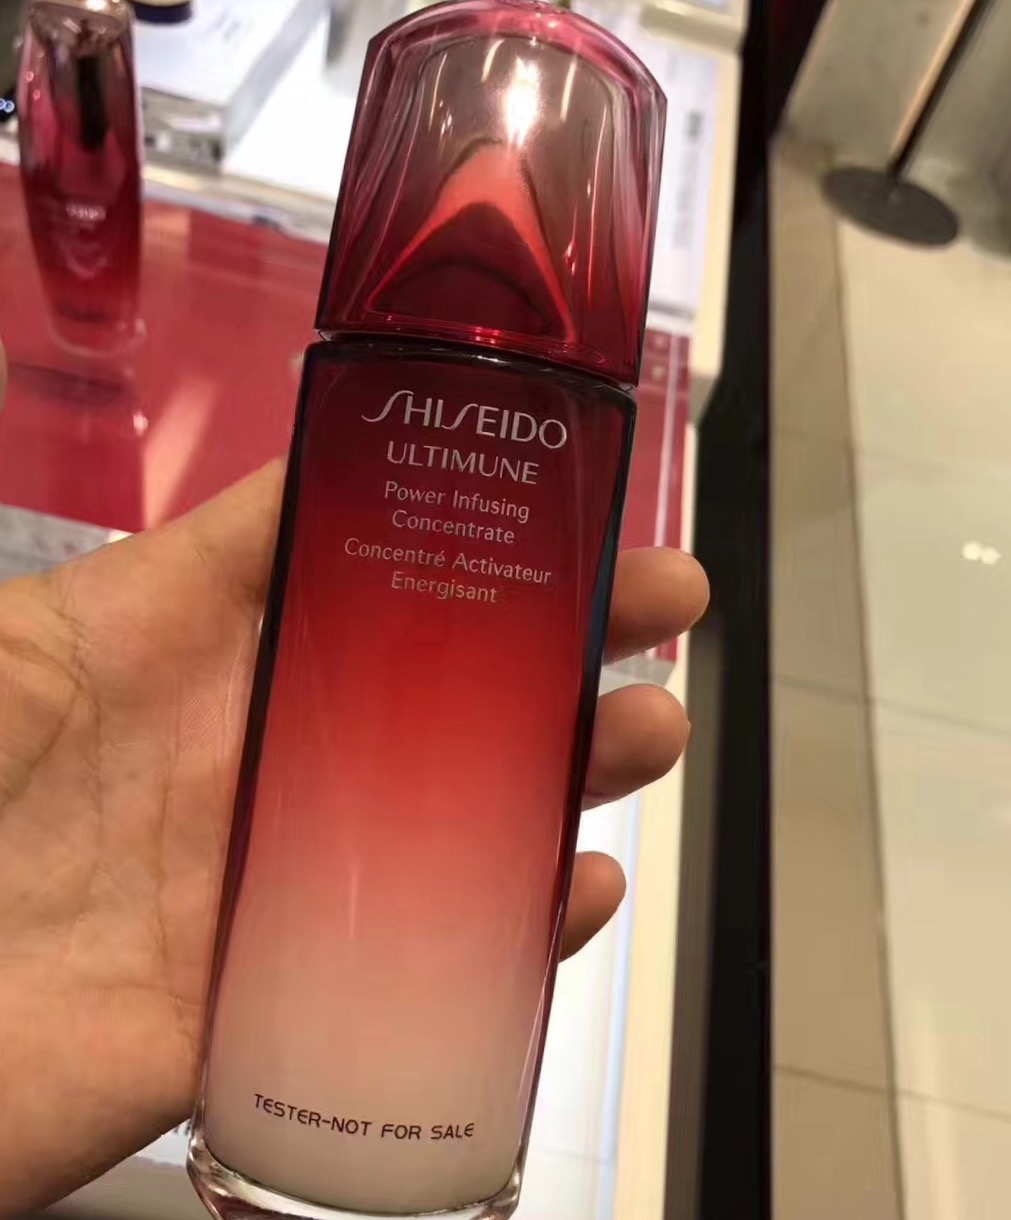 SHISEIDO
ULTIMUNE
Power Infusing
Concentrate
Concentré Activateur
Energisant
TESTER-NOT FOR SALE